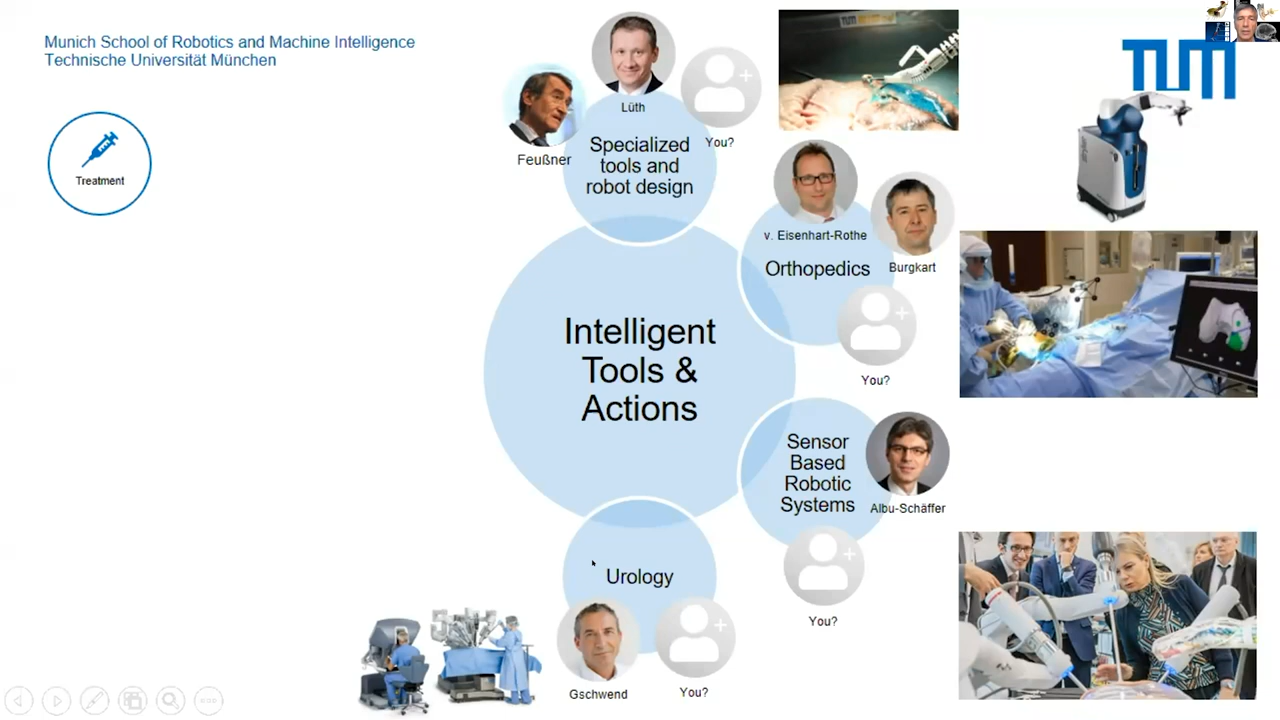 Munich School of Robotics and Machine Intelligence
Technische Universität München
TUM
Treatment
Lüth
Feußner
You?
Specialized
tools and
robot design
v. Eisenhart-Rothe
Burgkart
Orthopedics
You?
Intelligent
Tools &
Actions
Sensor
Based
Robotic
Systems
Albu-Schäffer
You?
Urology
Gschwend
You?